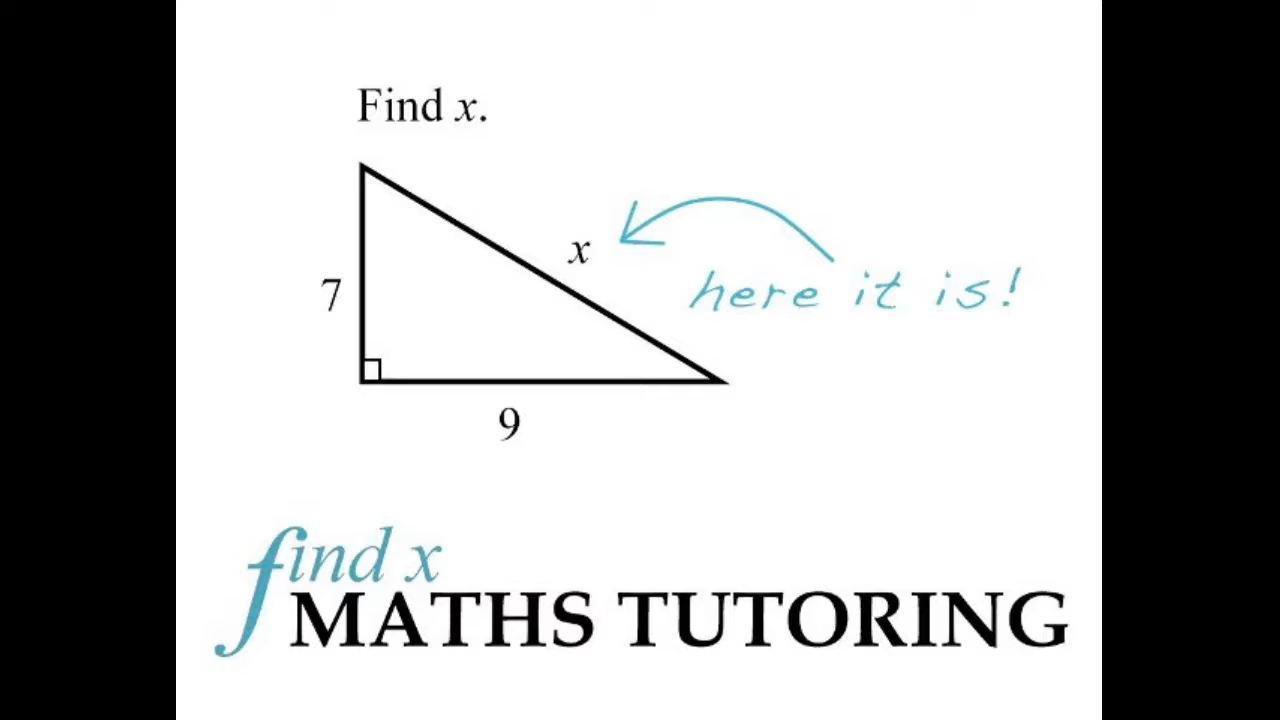 Find x.
x
here it is!
7
9
find x
MATHS TUTORING